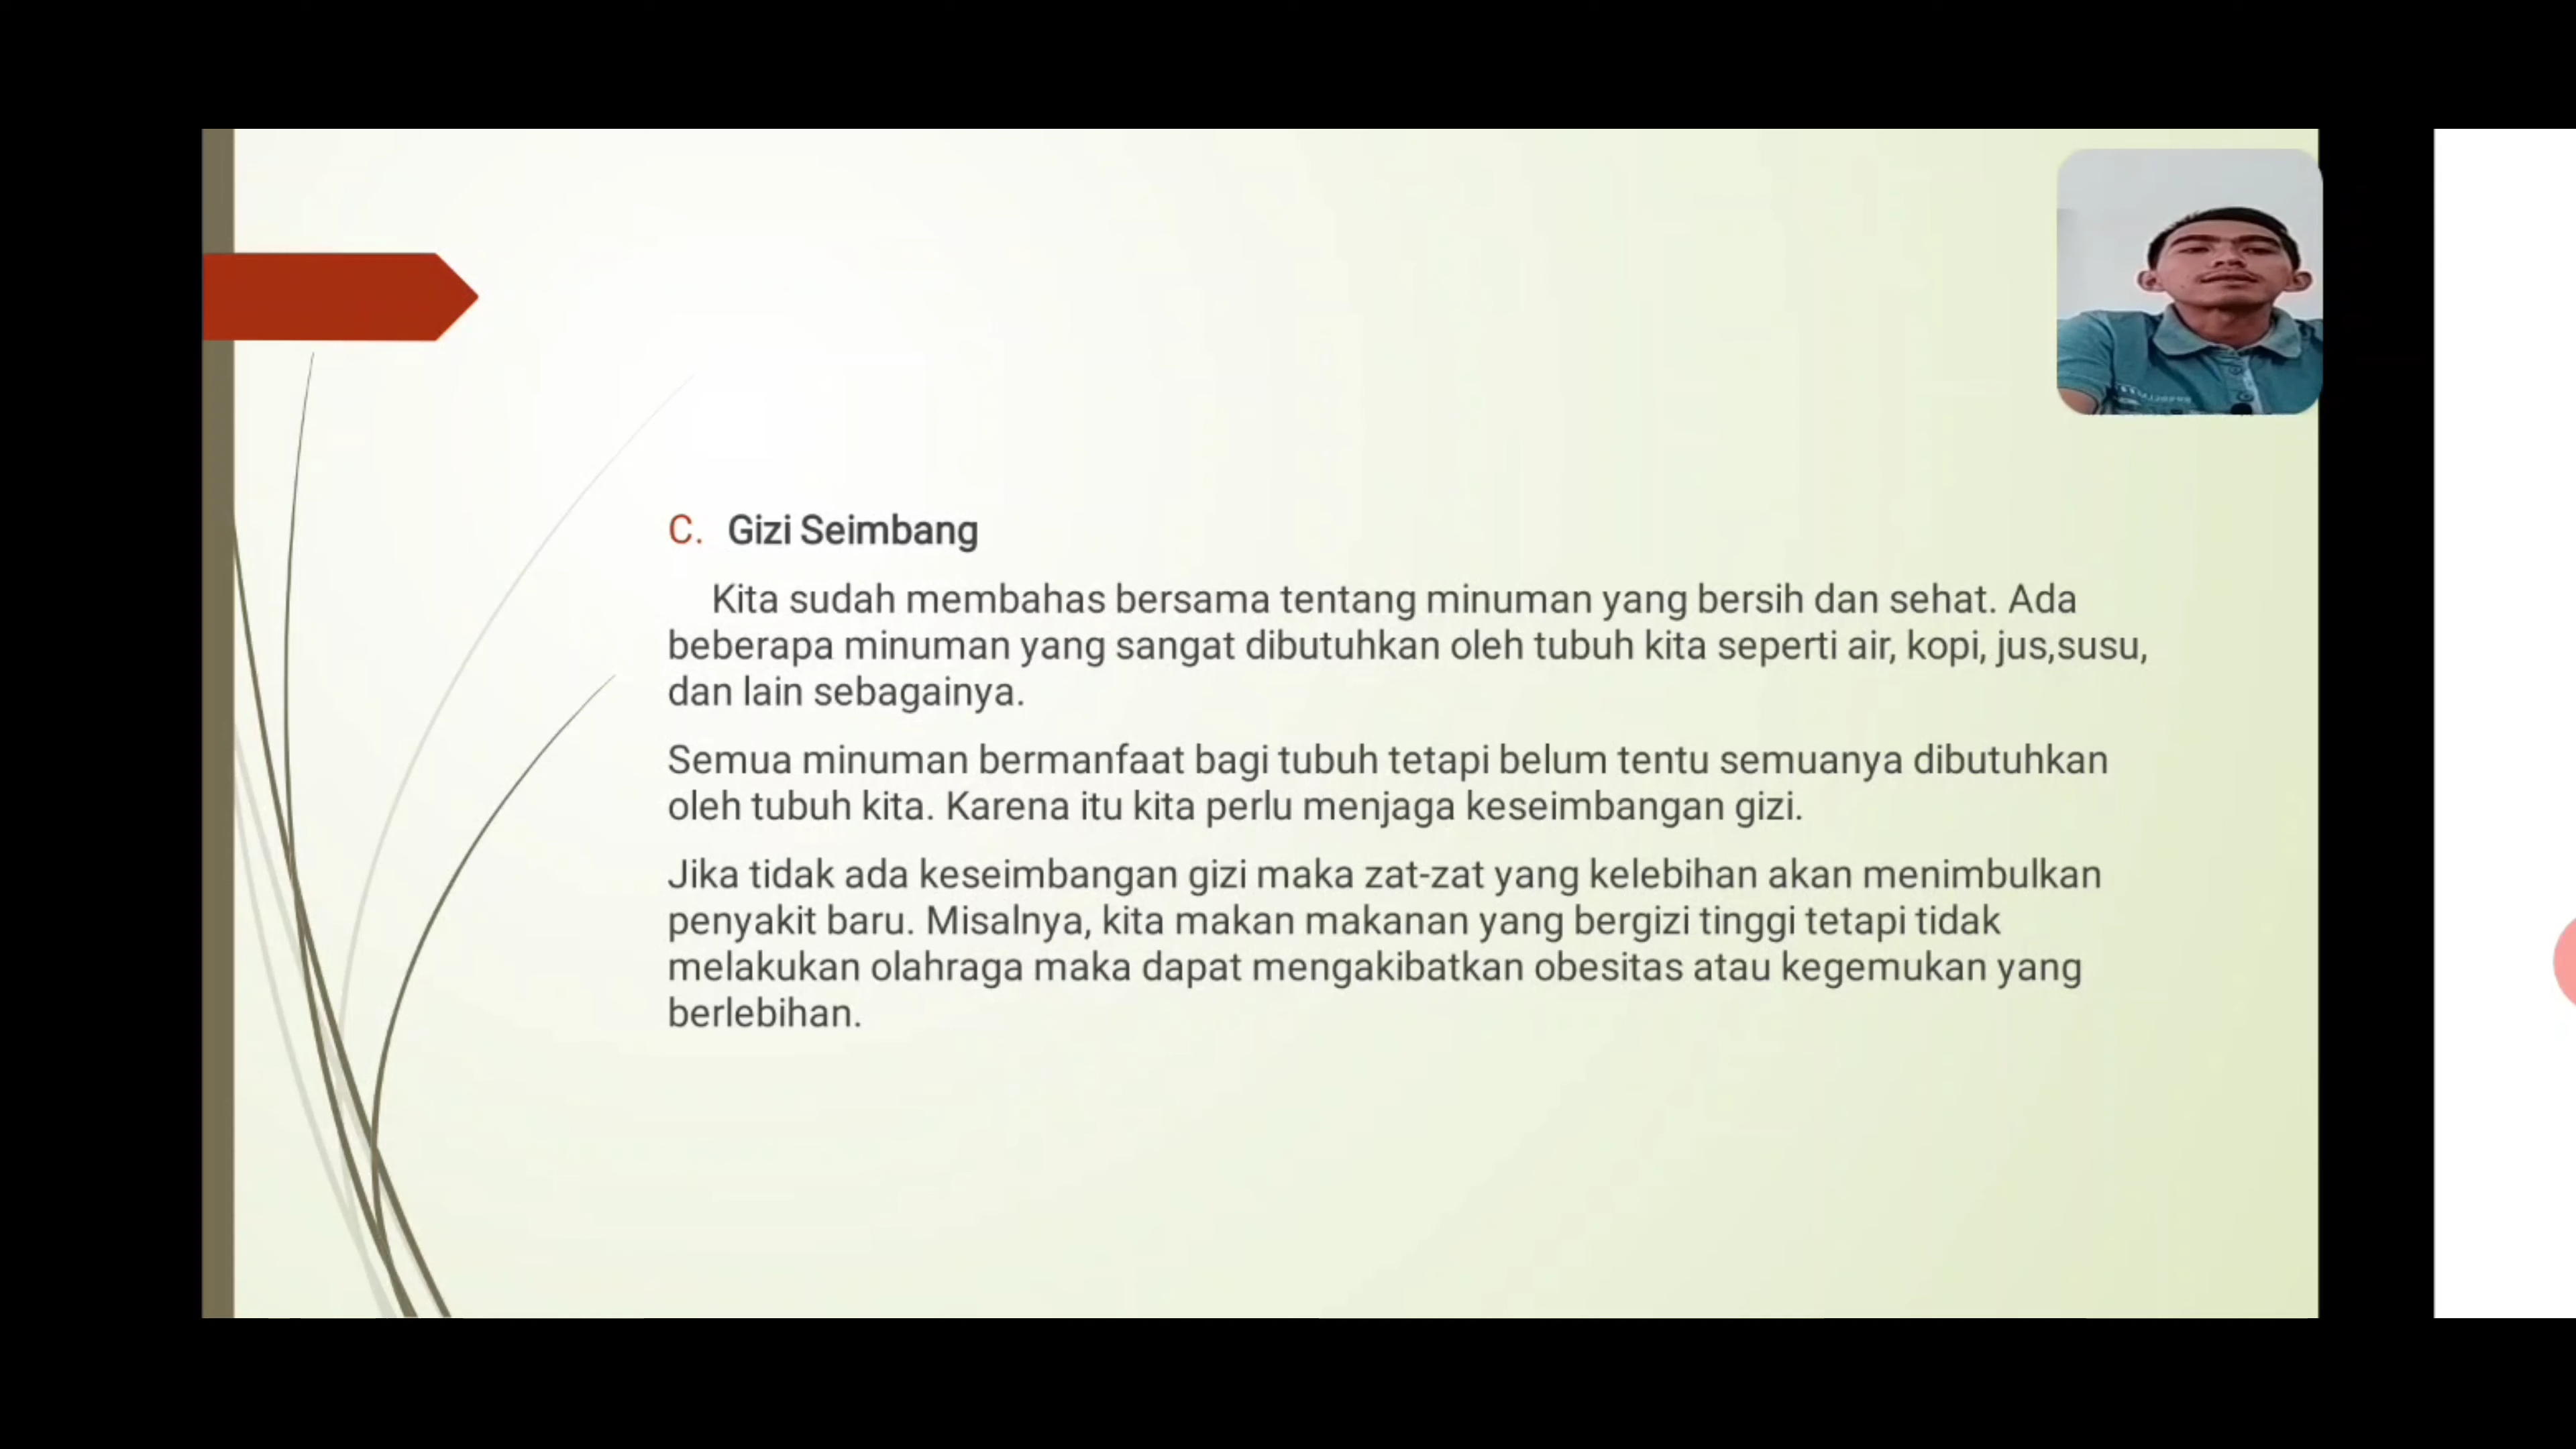 C. Gizi Seimbang
Kita sudah membahas bersama tentang minuman yang bersih dan sehat. Ada
beberapa minuman yang sangat dibutuhkan oleh tubuh kita seperti air, kopi, jus,susu,
dan lain sebagainya.
Semua minuman bermanfaat bagi tubuh tetapi belum tentu semuanya dibutuhkan
oleh tubuh kita. Karena itu kita perlu menjaga keseimbangan gizi.
Jika tidak ada keseimbangan gizi maka zat-zat yang kelebihan akan menimbulkan
penyakit baru. Misalnya, kita makan makanan yang bergizi tinggi tetapi tidak
melakukan olahraga maka dapat mengakibatkan obesitas atau kegemukan yang
berlebihan.